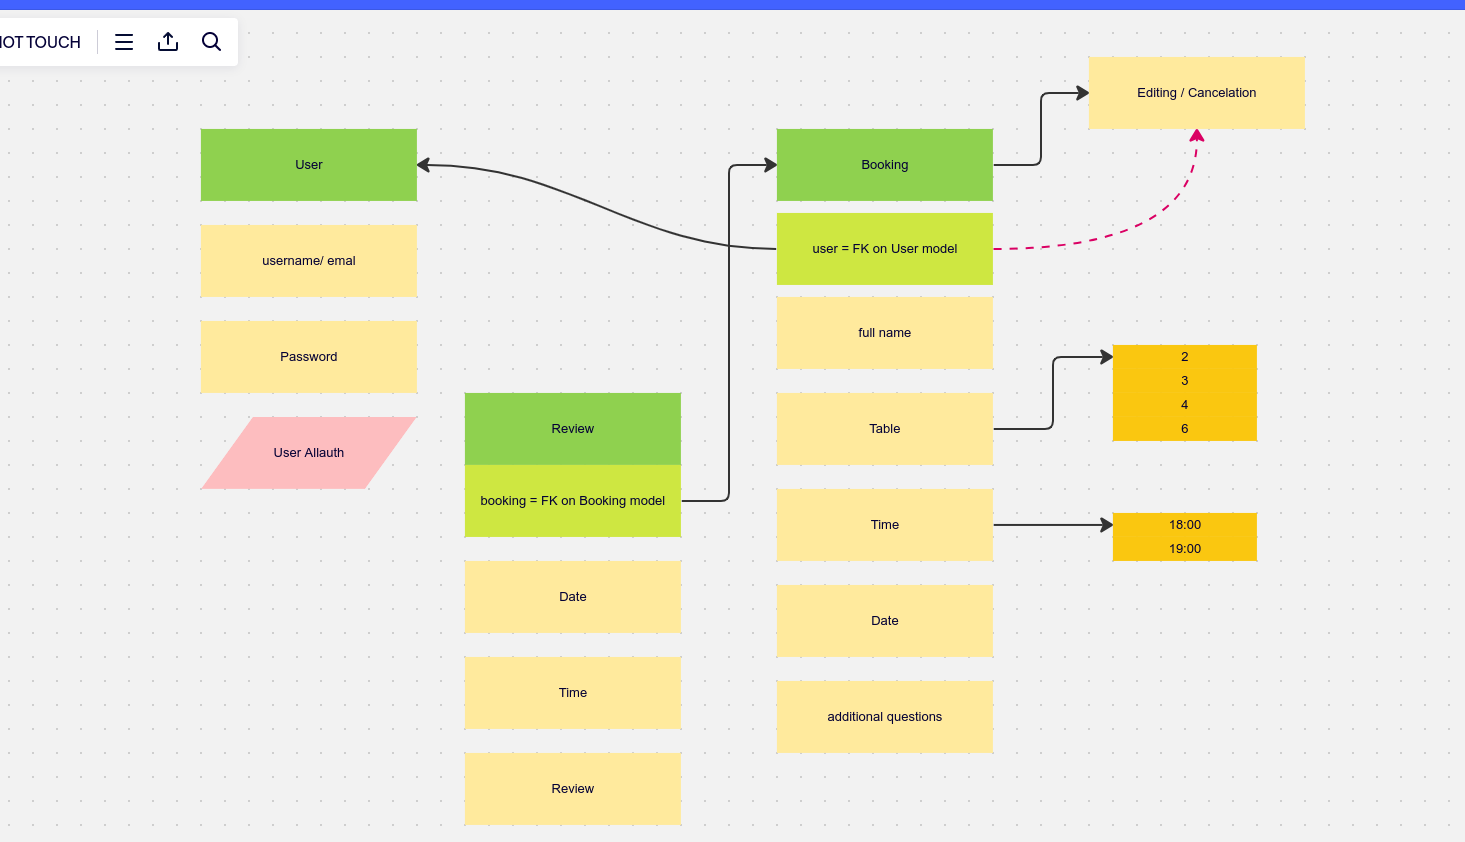 IOT TOUCH
Editing / Cancelation
User
username/ emal
Password
User Allauth
Review
booking = FK on Booking model
Date
Time
Review
Booking
user = FK on User model
full name
Table
Time
Date
additional questions
2
3
4
6
18:00
19:00